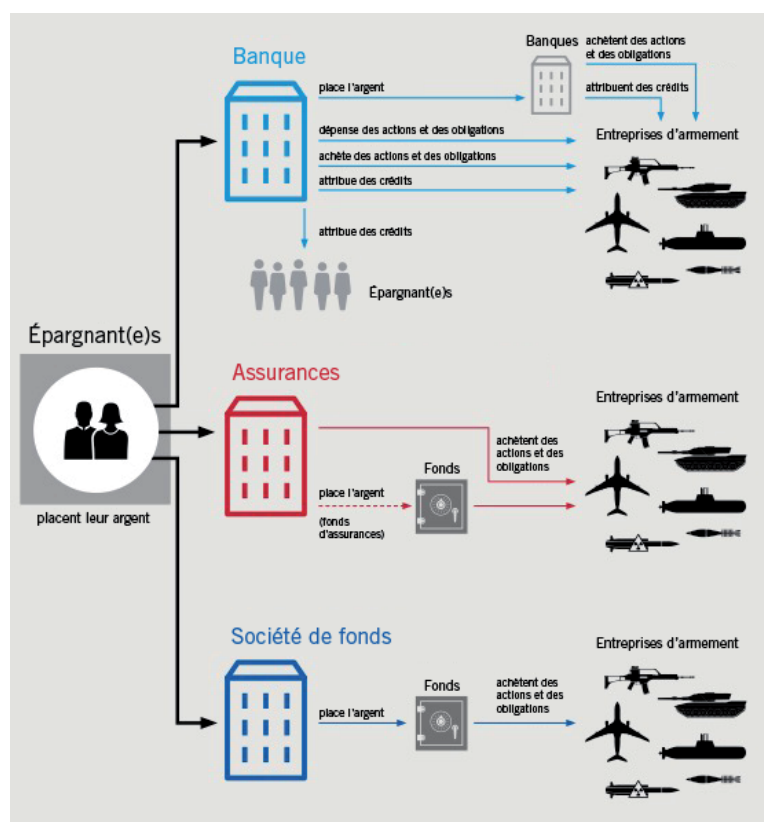 Banque
Banques
achètent des actions
et des obligations
place l'argent
attribuent des crédits
dépense des actions et des obligations
Entreprises d'armement
achète des actions et des obligations
attribue des crédits
attribue des crédits
Épargnant(e)s
Épargnant(e)s
placent leur argent
Assurances
Entreprises d'armement
achètent des
actions et des
obligations
Fonds
place l'argent
(fonds
d'assurances)
Société de fonds
Entreprises d'armement
Fonds
achètent des
actions et des
obligations
place l'argent